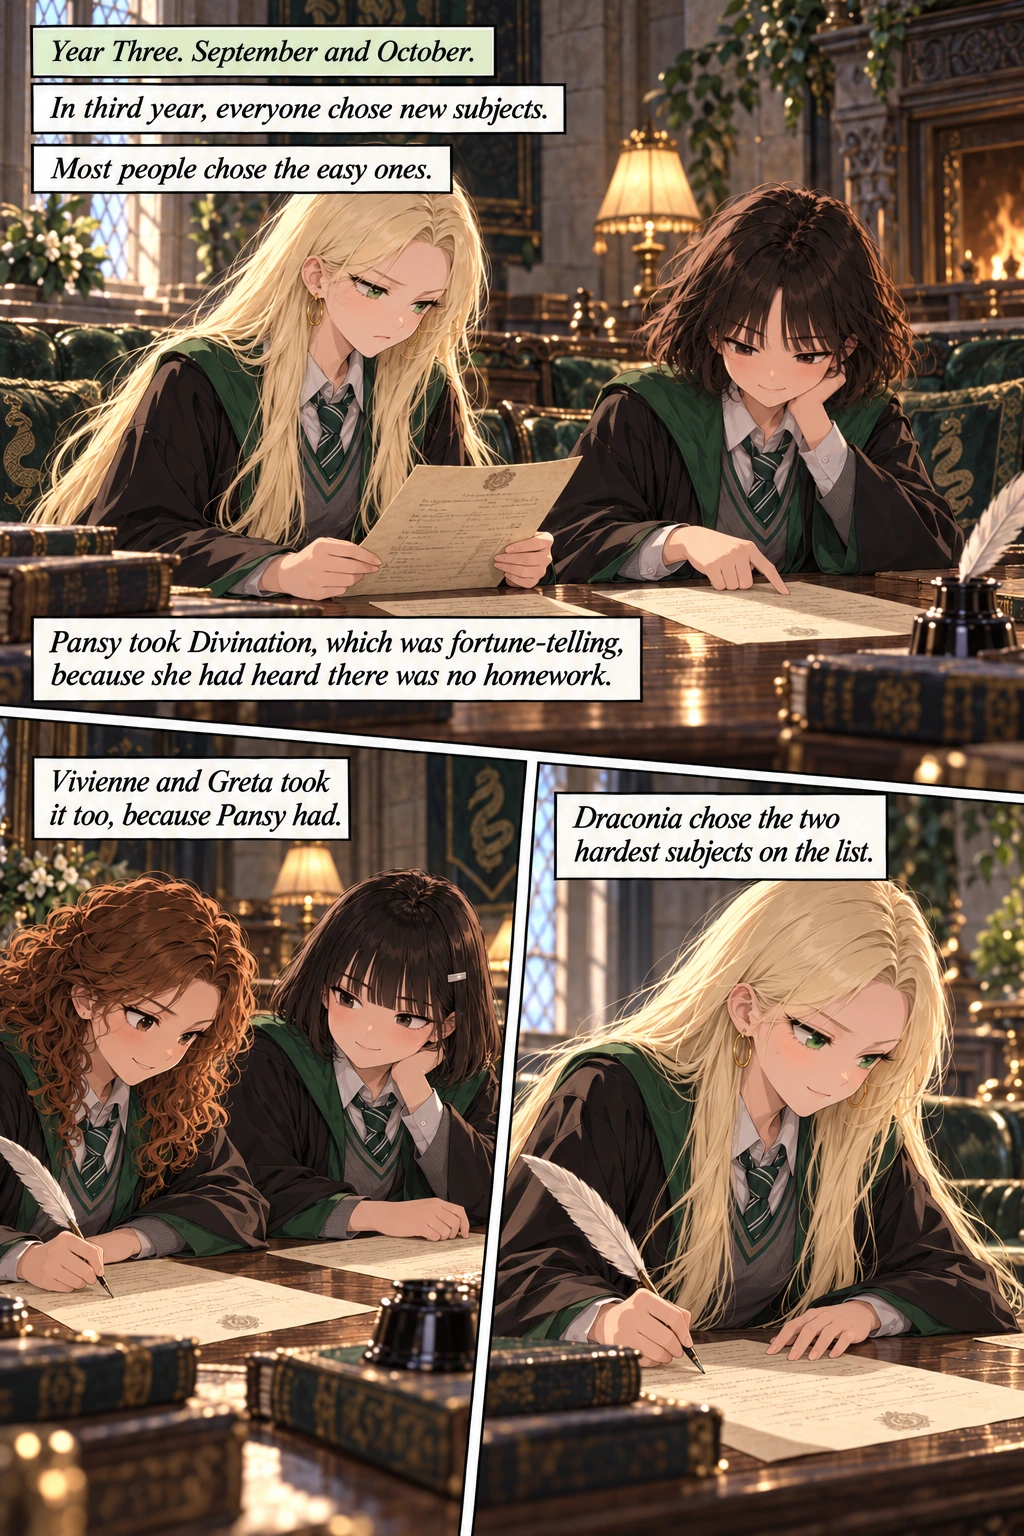 Year Three. September and October.
In third year, everyone chose new subjects.
Most people chose the easy ones.
Pansy took Divination, which was fortune-telling,
because she had heard there was no homework.
Vivienne and Greta took
it too, because Pansy had.
Draconia chose the two
hardest subjects on the list.